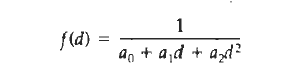 f(d) = 1 / (a₀ + a₁d + a₂d²)